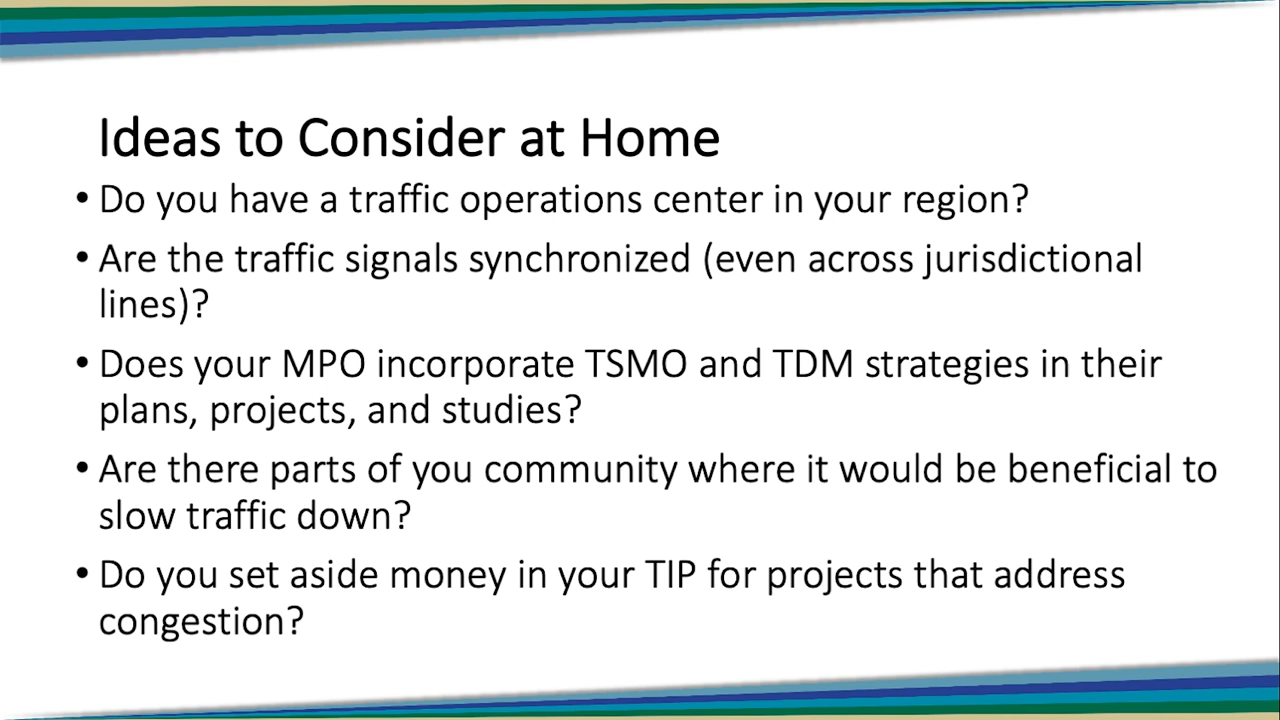 Ideas to Consider at Home
• Do you have a traffic operations center in your region?
• Are the traffic signals synchronized (even across jurisdictional
lines)?
• Does your MPO incorporate TSMO and TDM strategies in their
plans, projects, and studies?
• Are there parts of you community where it would be beneficial to
slow traffic down?
• Do you set aside money in your TIP for projects that address
congestion?